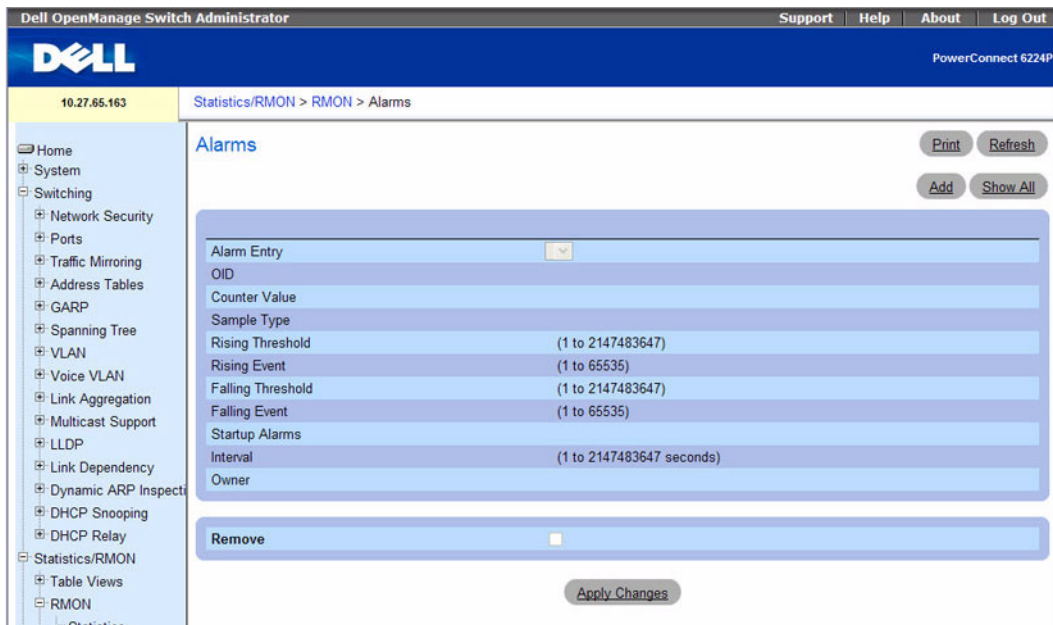 Dell OpenManage Switch Administrator
Support | Help | About | Log Out
DELL
PowerConnect 6224P
10.27.65.163
Statistics/RMON > RMON > Alarms
Home
System
Switching
Network Security
Ports
Traffic Mirroring
Address Tables
GARP
Spanning Tree
VLAN
Voice VLAN
Link Aggregation
Multicast Support
LLDP
Link Dependency
Dynamic ARP Inspecti
DHCP Snooping
DHCP Relay
Statistics/RMON
Table Views
RMON
Alarms
Print
Refresh
Add
Show All
Alarm Entry
OID
Counter Value
Sample Type
Rising Threshold (1 to 2147483647)
Rising Event (1 to 65535)
Falling Threshold (1 to 2147483647)
Falling Event (1 to 65535)
Startup Alarms
Interval (1 to 2147483647 seconds)
Owner
Remove
Apply Changes